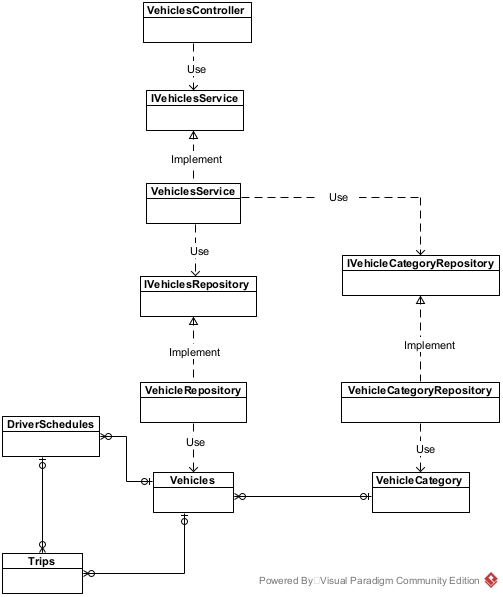 VehiclesController
Use
IVehiclesService
Implement
VehiclesService
Use
Use
IVehicleCategoryRepository
IVehiclesRepository
Implement
Implement
VehicleRepository
VehicleCategoryRepository
DriverSchedules
Use
Use
Vehicles
VehicleCategory
Trips
Powered By Visual Paradigm Community Edition